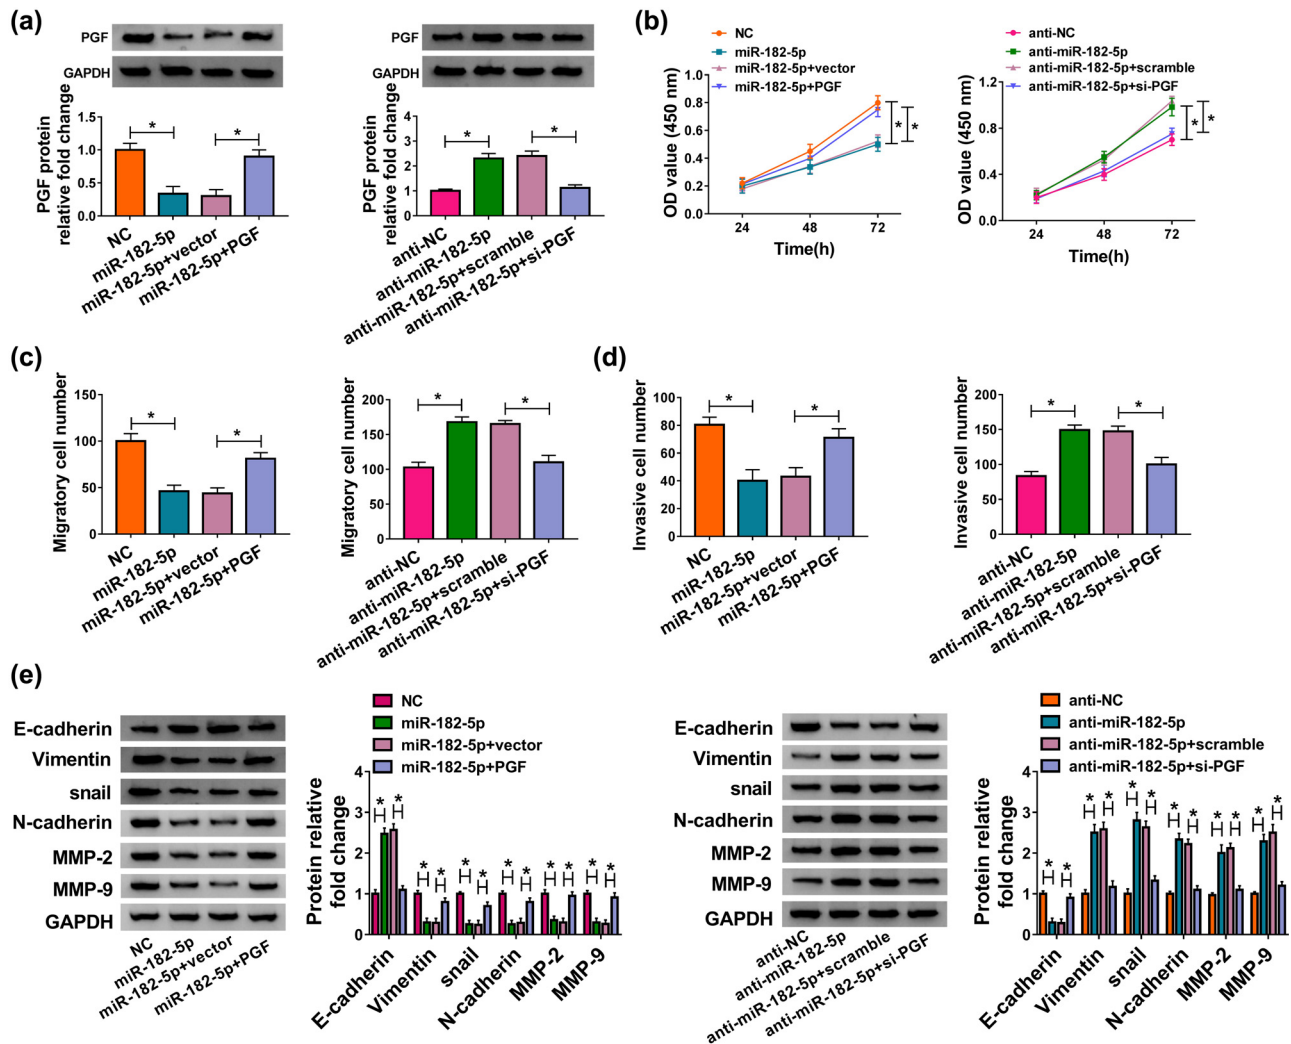 (a)
PGF
GAPDH
PGF protein
relative fold change
1.5
1.0
0.5
0.0
*
*
NC
miR-182-5p
miR-182-5p+vector
miR-182-5p+PGF
PGF
GAPDH
PGF protein
relative fold change
4
3
2
1
0
*
*
anti-NC
anti-miR-182-5p
anti-miR-182-5p+scramble
anti-miR-182-5p+si-PGF
(b)
NC
miR-182-5p
miR-182-5p+vector
miR-182-5p+PGF
OD value (450 nm)
0.8
0.6
0.4
0.2
0.0
*
*
24
48
72
Time(h)
anti-NC
anti-miR-182-5p
anti-miR-182-5p+scramble
anti-miR-182-5p+si-PGF
OD value (450 nm)
1.2
0.8
0.4
0.0
*
*
24
48
72
Time(h)
(c)
Migratory cell number
150
100
50
0
*
*
NC
miR-182-5p
miR-182-5p+vector
miR-182-5p+PGF
Migratory cell number
200
150
100
50
0
*
*
anti-NC
anti-miR-182-5p
anti-miR-182-5p+scramble
anti-miR-182-5p+si-PGF
(d)
Invasive cell number
100
80
60
40
20
0
*
*
NC
miR-182-5p
miR-182-5p+vector
miR-182-5p+PGF
Invasive cell number
200
150
100
50
0
*
*
anti-NC
anti-miR-182-5p
anti-miR-182-5p+scramble
anti-miR-182-5p+si-PGF
(e)
E-cadherin
Vimentin
snail
N-cadherin
MMP-2
MMP-9
GAPDH
NC
miR-182-5p
miR-182-5p+vector
miR-182-5p+PGF
NC
miR-182-5p
miR-182-5p+vector
miR-182-5p+PGF
Protein relative
fold change
4
3
2
1
0
* *
* *
* *
* *
* *
* *
E-cadherin
Vimentin
snail
N-cadherin
MMP-2
MMP-9
E-cadherin
Vimentin
snail
N-cadherin
MMP-2
MMP-9
GAPDH
anti-NC
anti-miR-182-5p
anti-miR-182-5p+scramble
anti-miR-182-5p+si-PGF
anti-NC
anti-miR-182-5p
anti-miR-182-5p+scramble
anti-miR-182-5p+si-PGF
Protein relative
fold change
4
3
2
1
0
* *
* *
* *
* *
* *
* *
E-cadherin
Vimentin
snail
N-cadherin
MMP-2
MMP-9